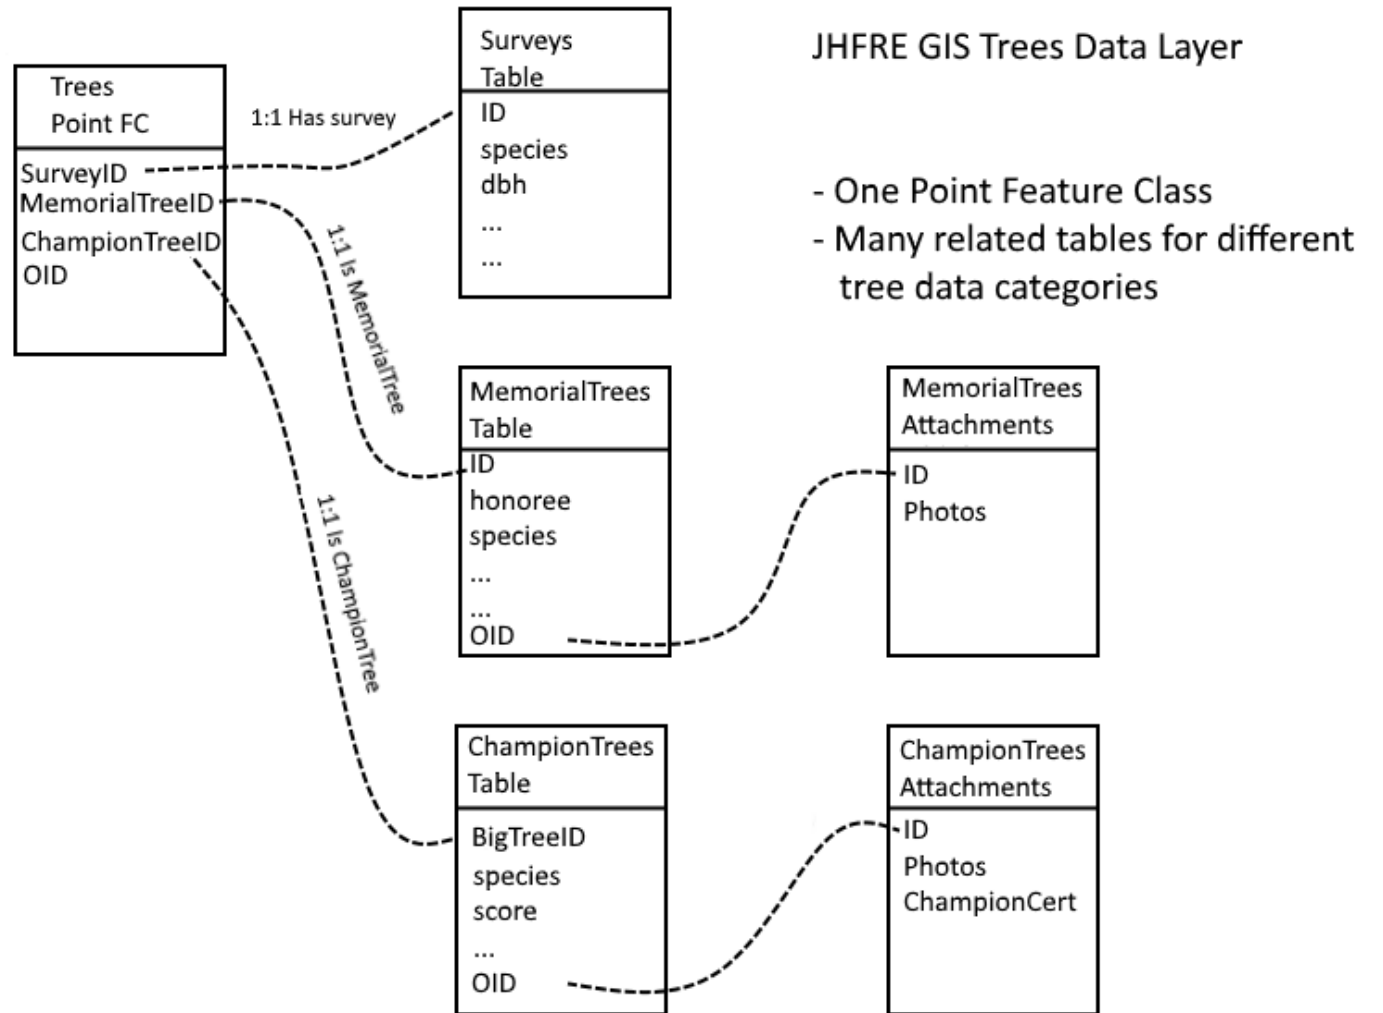 JHFRE GIS Trees Data Layer
- One Point Feature Class
- Many related tables for different
tree data categories
Trees
Point FC
SurveyID
MemorialTreeID
ChampionTreeID
OID
1:1 Has survey
1:1 Is MemorialTree
1:1 Is ChampionTree
Surveys
Table
ID
species
dbh
...
...
MemorialTrees
Table
ID
honoree
species
...
...
OID
MemorialTrees
Attachments
ID
Photos
ChampionTrees
Table
BigTreeID
species
score
...
OID
ChampionTrees
Attachments
ID
Photos
ChampionCert